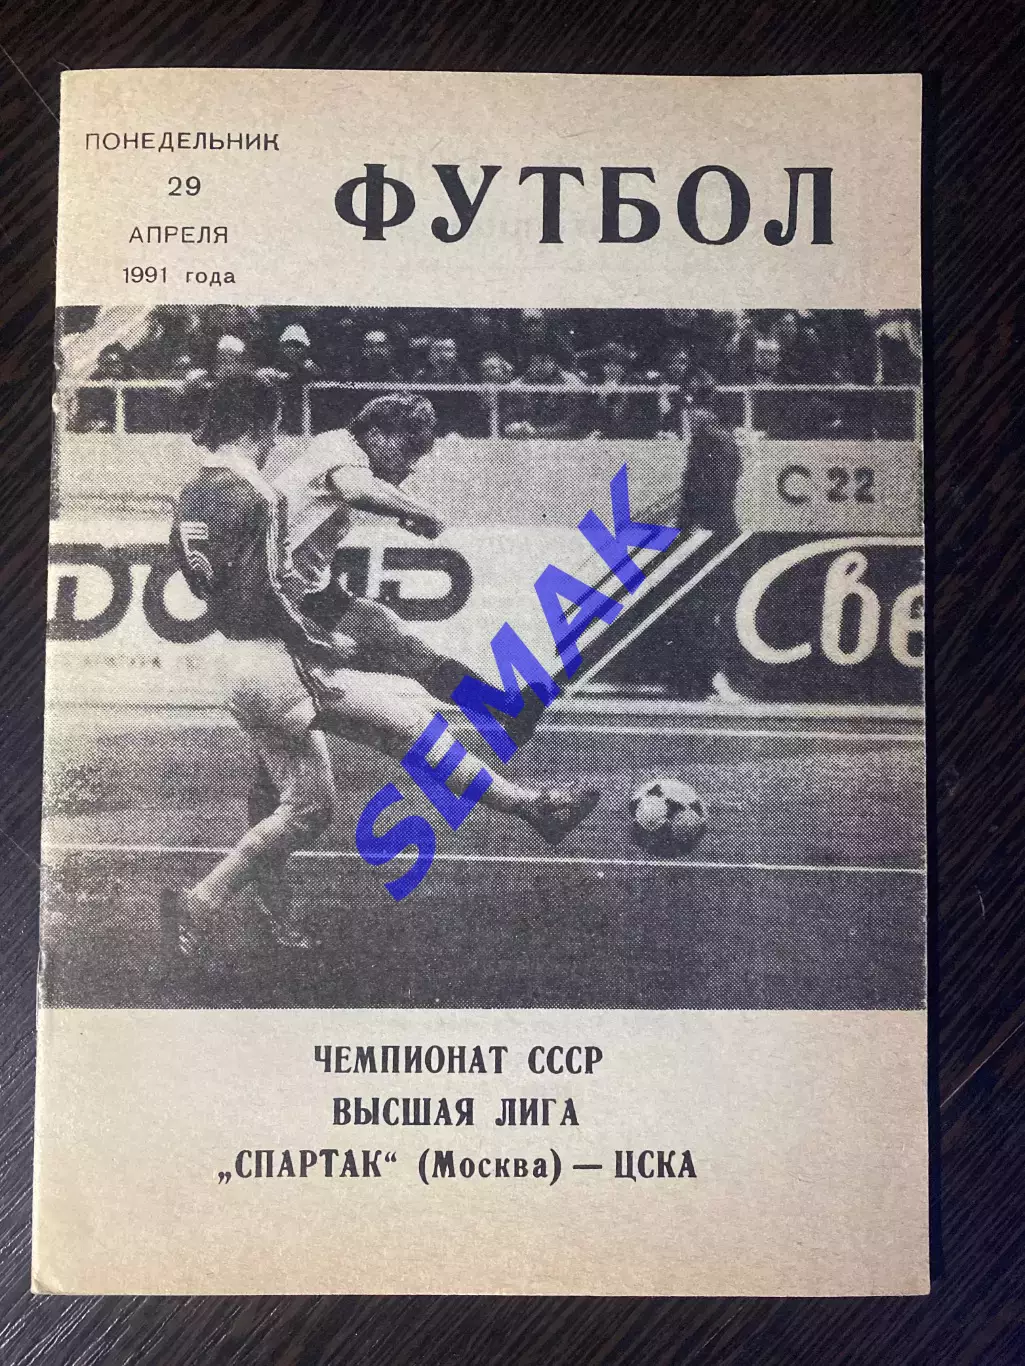 ПОНЕДЕЛЬНИК
29
АПРЕЛЯ
1991 года
ФУТБОЛ
С 22
Све
SEMAK
ЧЕМПИОНАТ СССР
ВЫСШАЯ ЛИГА
„СПАРТАК“ (Москва) — ЦСКА